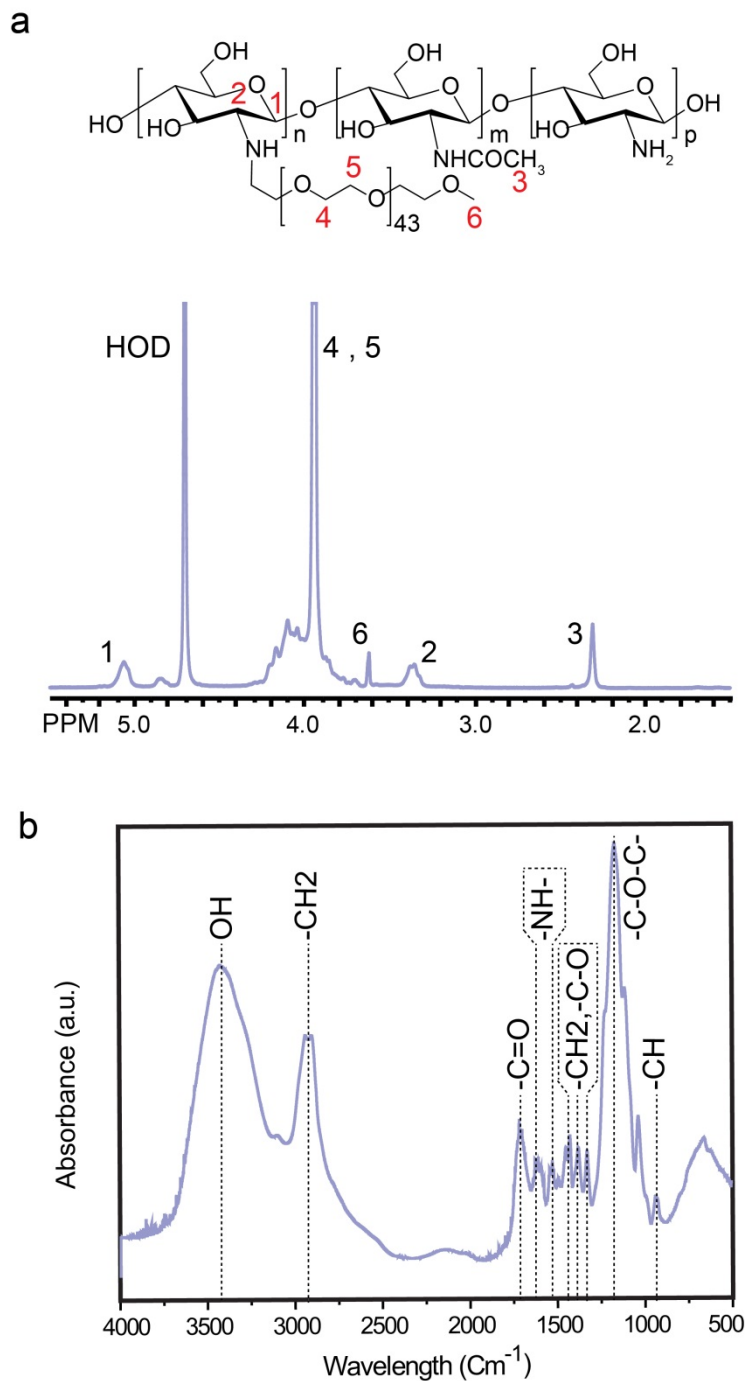 a
OH
OH
OH
2
O
1
O
O
O
O
OH
HO
HO
n
HO
m
HO
p
NH
NHCOCH3
NH2
5
3
O
O
O
4
43
6
HOD
4 , 5
1
6
2
3
PPM 5.0 4.0 3.0 2.0
b
Absorbance (a.u.)
OH
-CH2
-C=O
-NH-
-CH2,-C-O
-C-O-C-
-CH
4000 3500 3000 2500 2000 1500 1000 500
Wavelength (Cm-1)